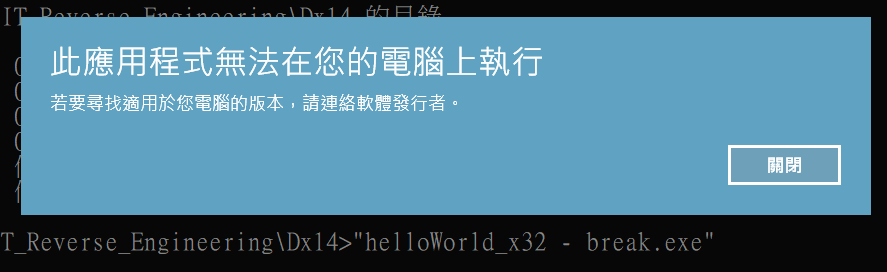 IT_Reverse_Engineering\Dx14 的目錄
此應用程式無法在您的電腦上執行
若要尋找適用於您電腦的版本，請連絡軟體發行者。
關閉
T_Reverse_Engineering\Dx14>"helloWorld_x32 - break.exe"